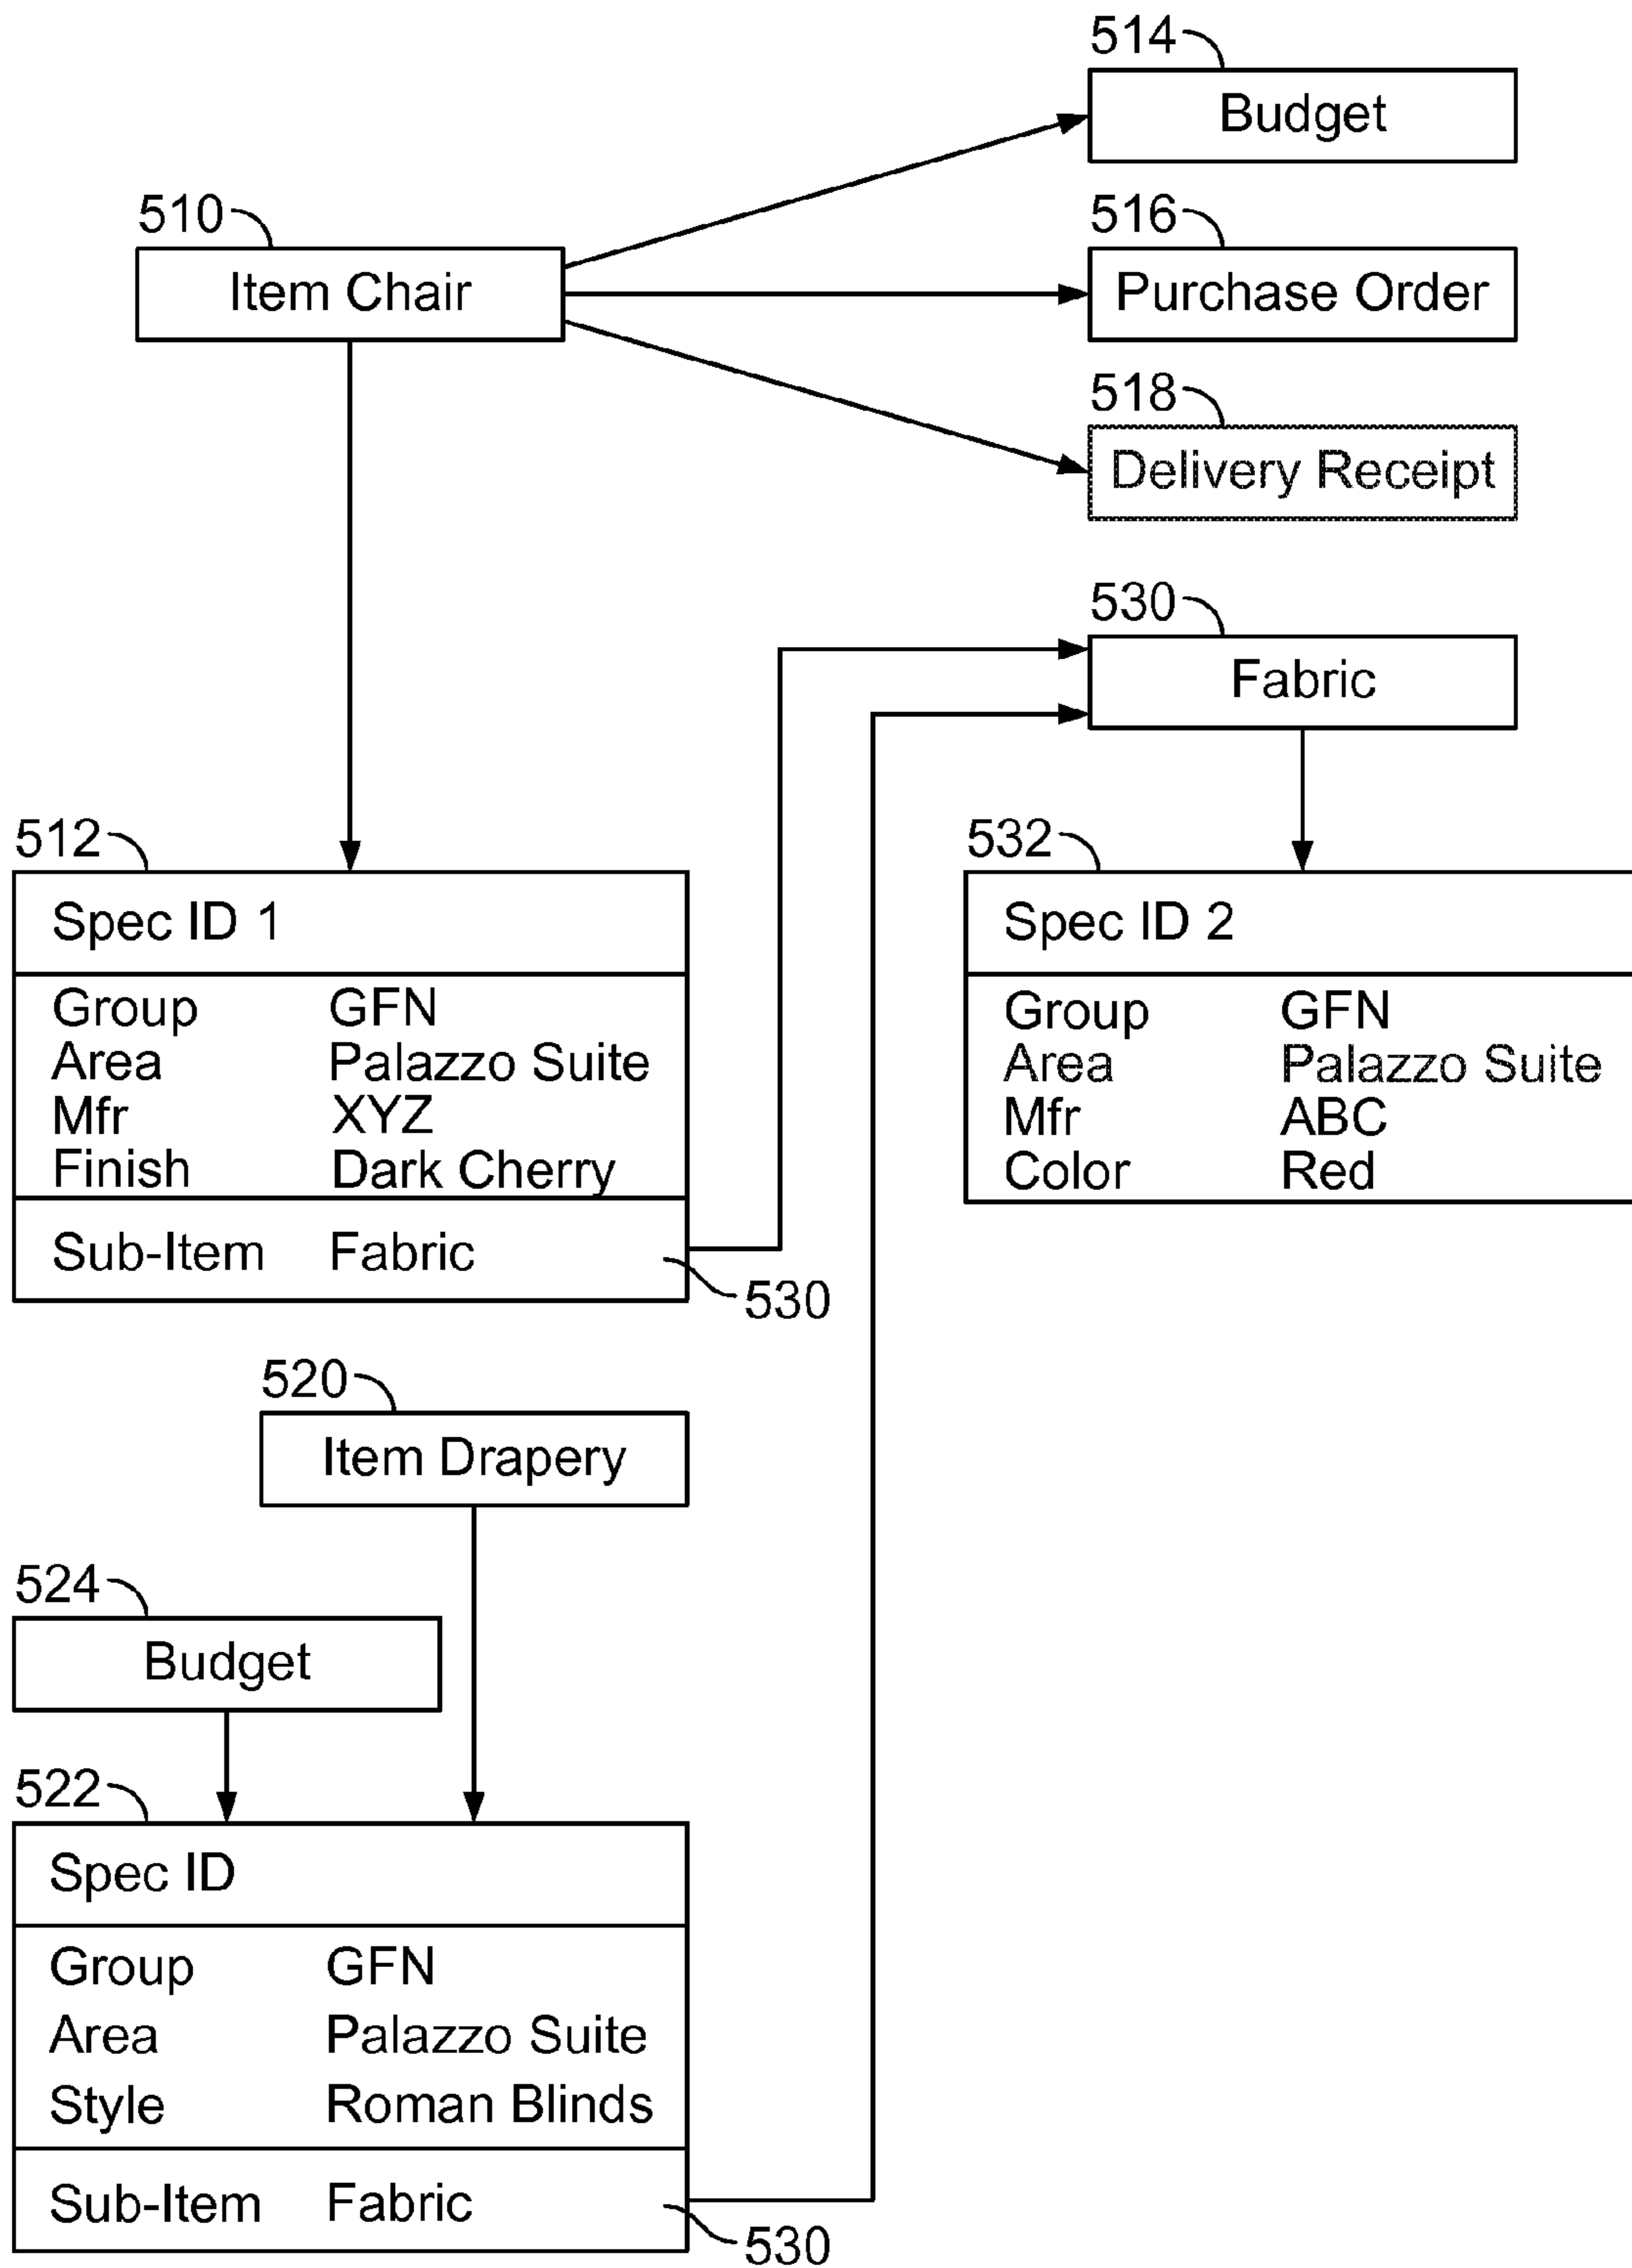 514
Budget
510
Item Chair
516
Purchase Order
518
Delivery Receipt
530
Fabric
512
Spec ID 1
Group GFN
Area Palazzo Suite
Mfr XYZ
Finish Dark Cherry
Sub-Item Fabric
530
532
Spec ID 2
Group GFN
Area Palazzo Suite
Mfr ABC
Color Red
520
Item Drapery
524
Budget
522
Spec ID
Group GFN
Area Palazzo Suite
Style Roman Blinds
Sub-Item Fabric
530